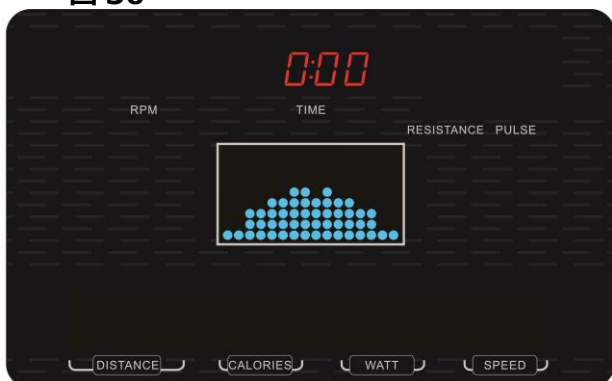 0:00
RPM TIME
RESISTANCE PULSE
DISTANCE CALORIES WATT SPEED